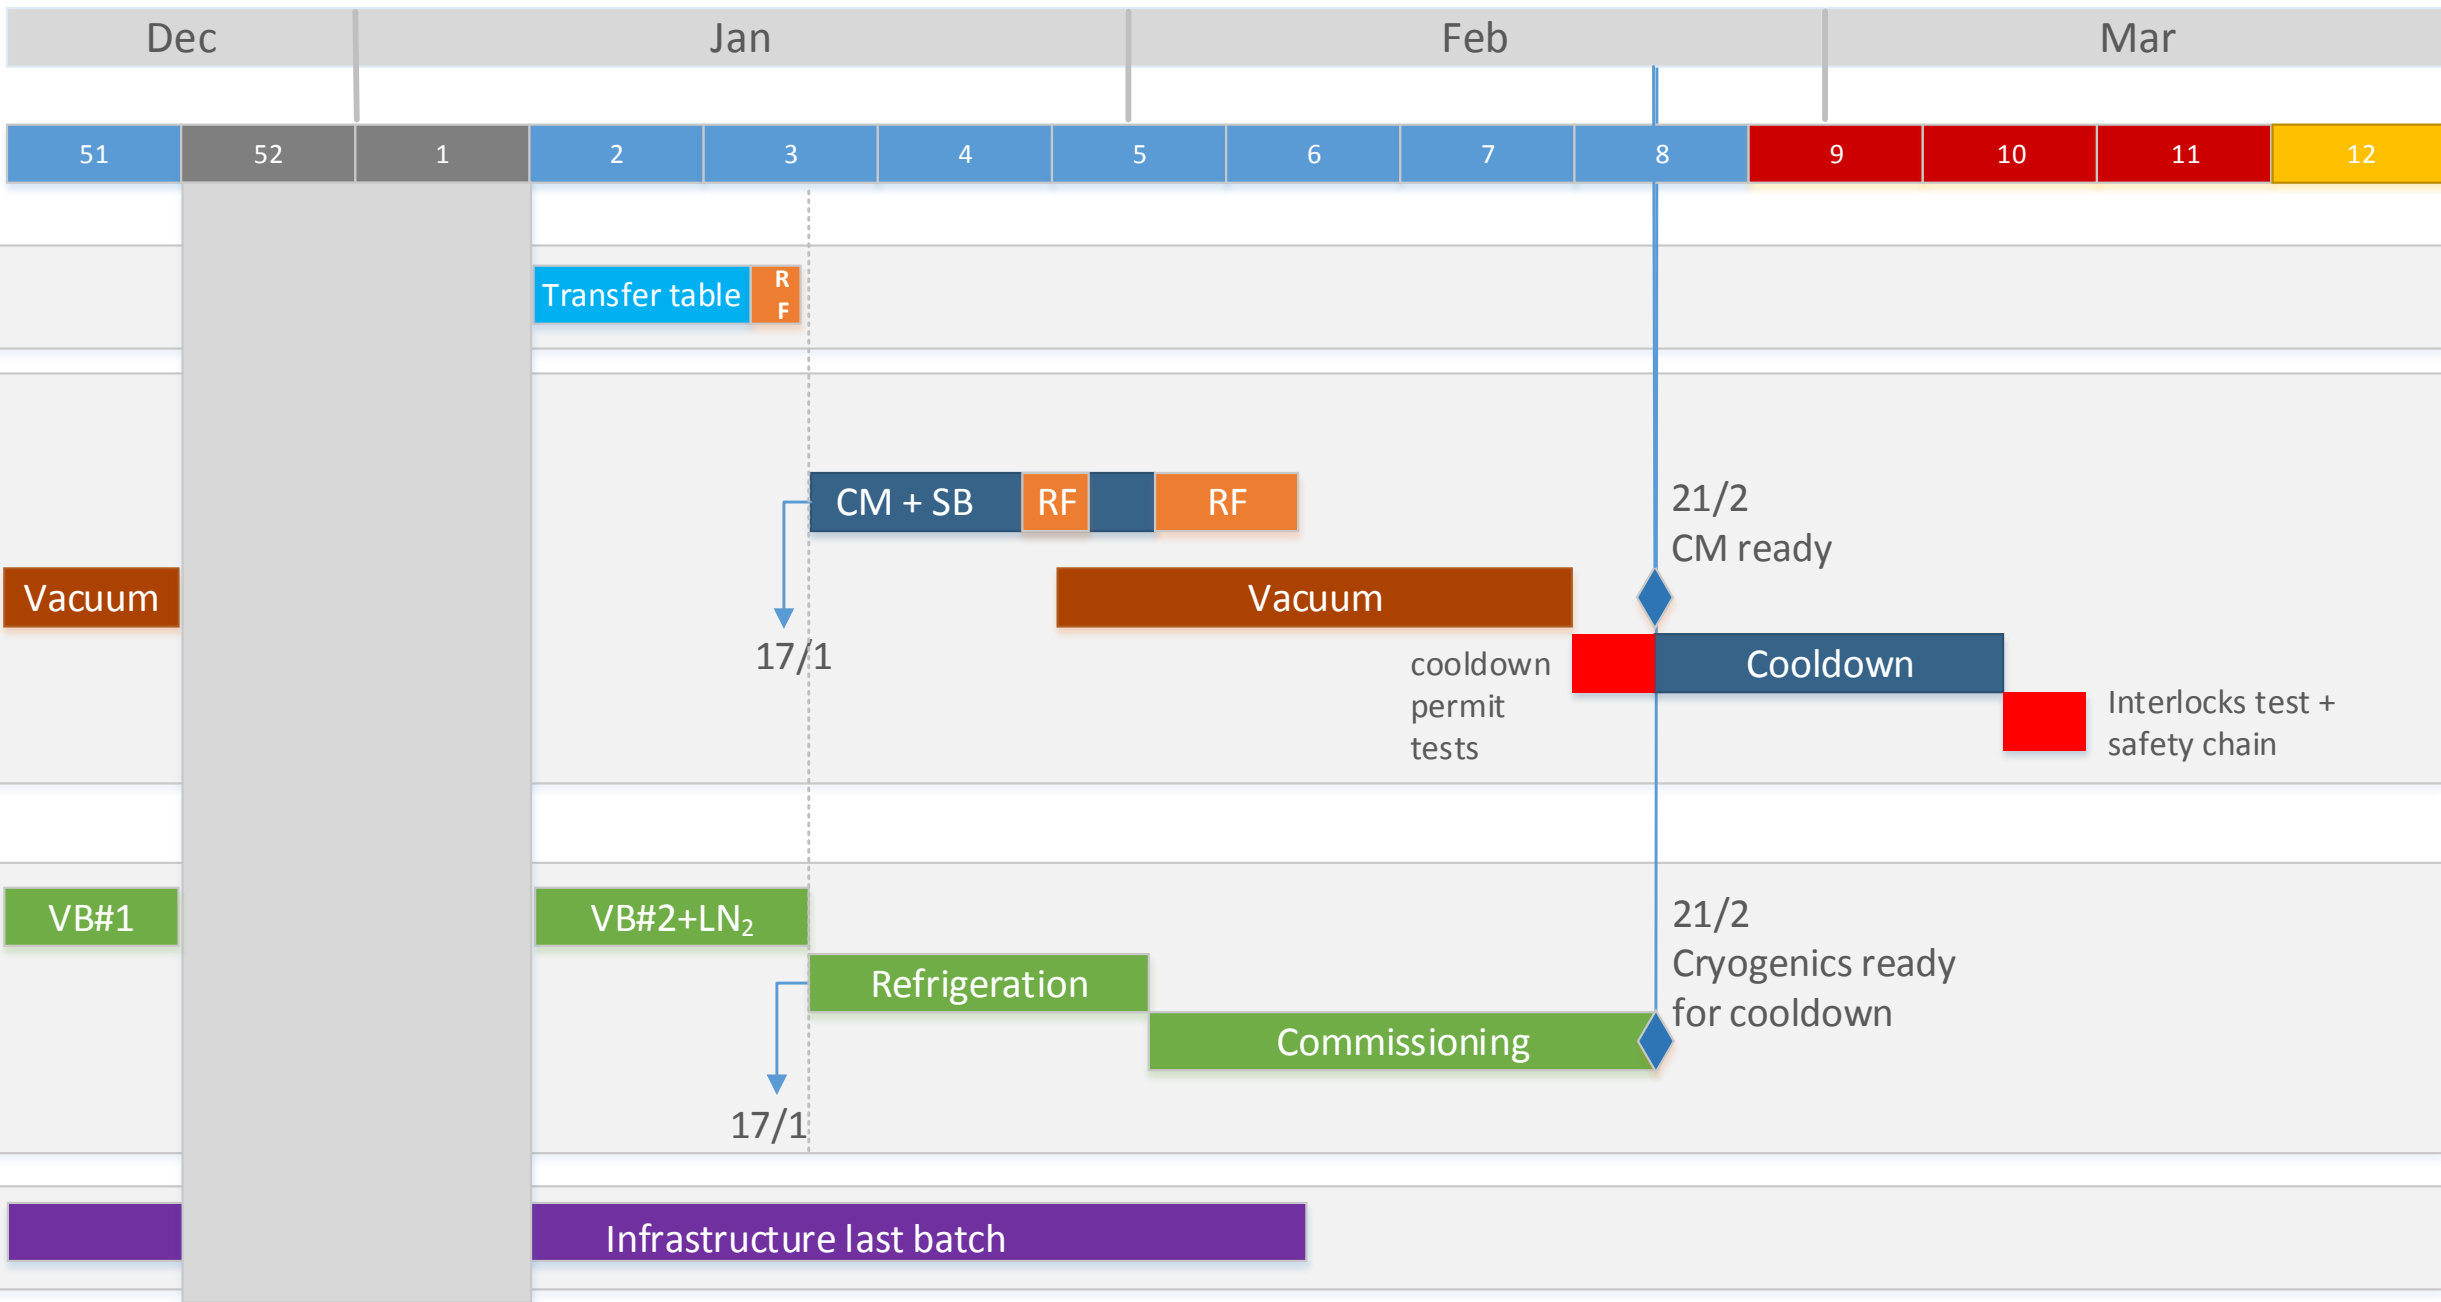 Dec Jan Feb Mar
51 52 1 2 3 4 5 6 7 8 9 10 11 12
Transfer table
R
F
CM + SB RF RF
21/2
CM ready
Vacuum Vacuum
17/1
cooldown
permit
tests
Cooldown
Interlocks test +
safety chain
VB#1 VB#2+LN₂
21/2
Cryogenics ready
for cooldown
Refrigeration
Commissioning
17/1
Infrastructure last batch